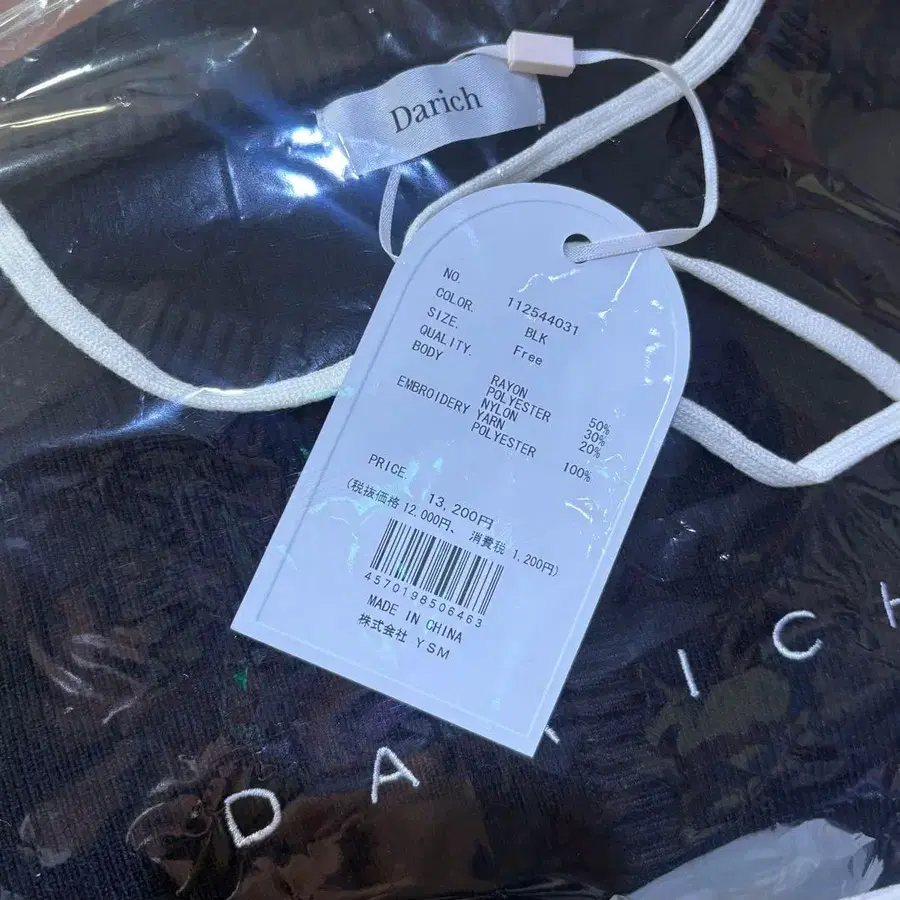 Darich
NO. 112544031
COLOR. BLK
SIZE. Free
QUALITY.
BODY
RAYON 50%
POLYESTER 30%
NYLON 20%
EMBROIDERY YARN
POLYESTER 100%
PRICE. 13,200円
(税抜価格 12,000円、 消費税 1,200円)
4570198506463
MADE IN CHINA
株式会社 YSM
DA ICH